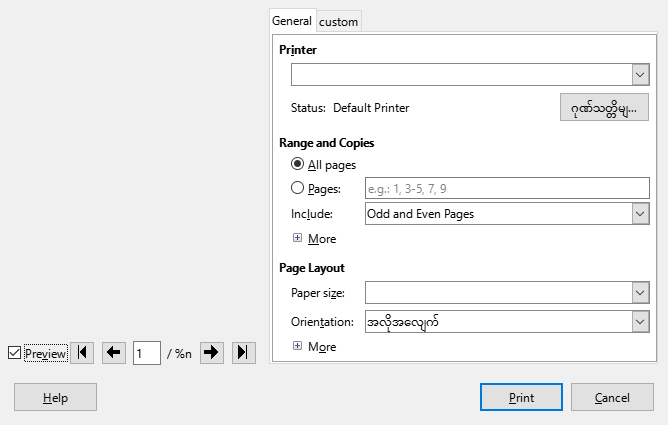 General custom
Printer
Status: Default Printer
ဂုဏ်သတ္တိမျ...
Range and Copies
All pages
Pages: e.g.: 1, 3-5, 7, 9
Include: Odd and Even Pages
More
Page Layout
Paper size:
Orientation: အလိုအလျောက်
More
Preview 1 / %n
Help Print Cancel